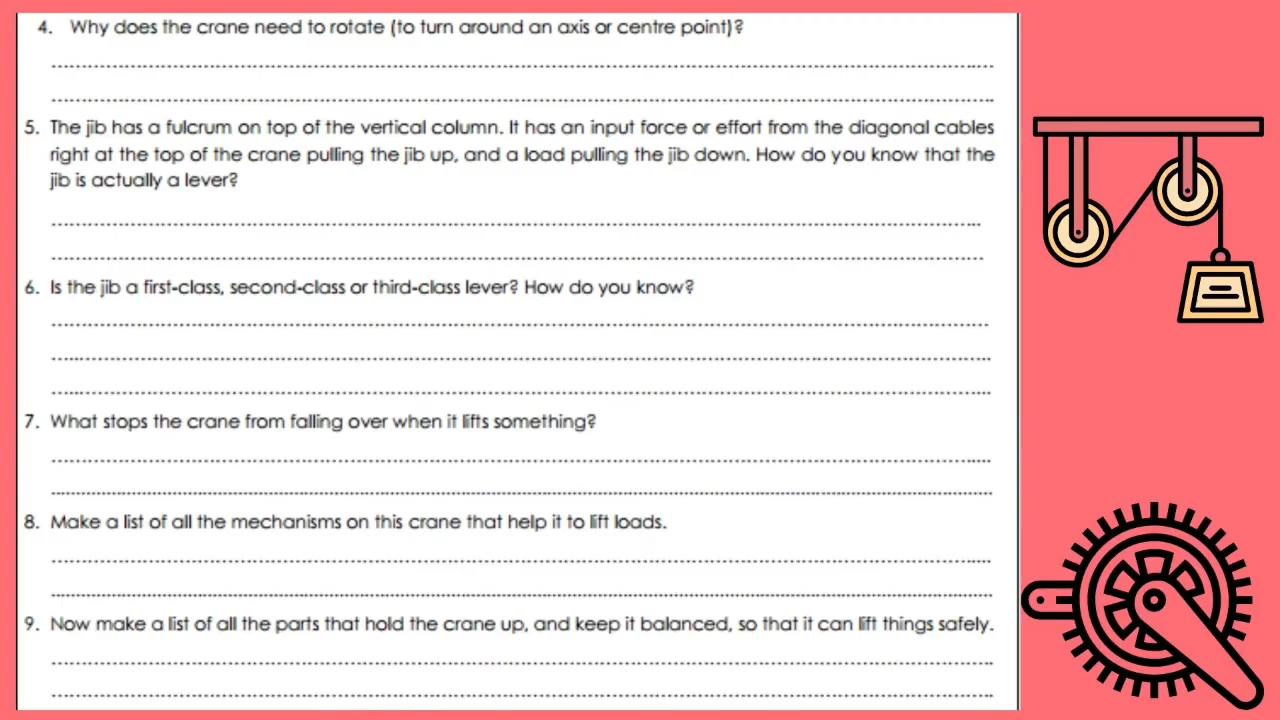 4. Why does the crane need to rotate (to turn around an axis or centre point)?
5. The jib has a fulcrum on top of the vertical column. It has an input force or effort from the diagonal cables
right at the top of the crane pulling the jib up, and a load pulling the jib down. How do you know that the
jib is actually a lever?
6. Is the jib a first-class, second-class or third-class lever? How do you know?
7. What stops the crane from falling over when it lifts something?
8. Make a list of all the mechanisms on this crane that help it to lift loads.
9. Now make a list of all the parts that hold the crane up, and keep it balanced, so that it can lift things safely.